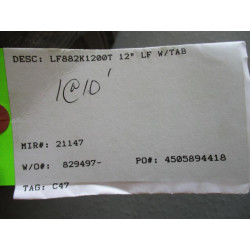 DESC: LF882K1200T 12" LF W/TAB
1@10'
MIR#: 21147
W/O#: 829497- PO#: 4505894418
TAG: C47